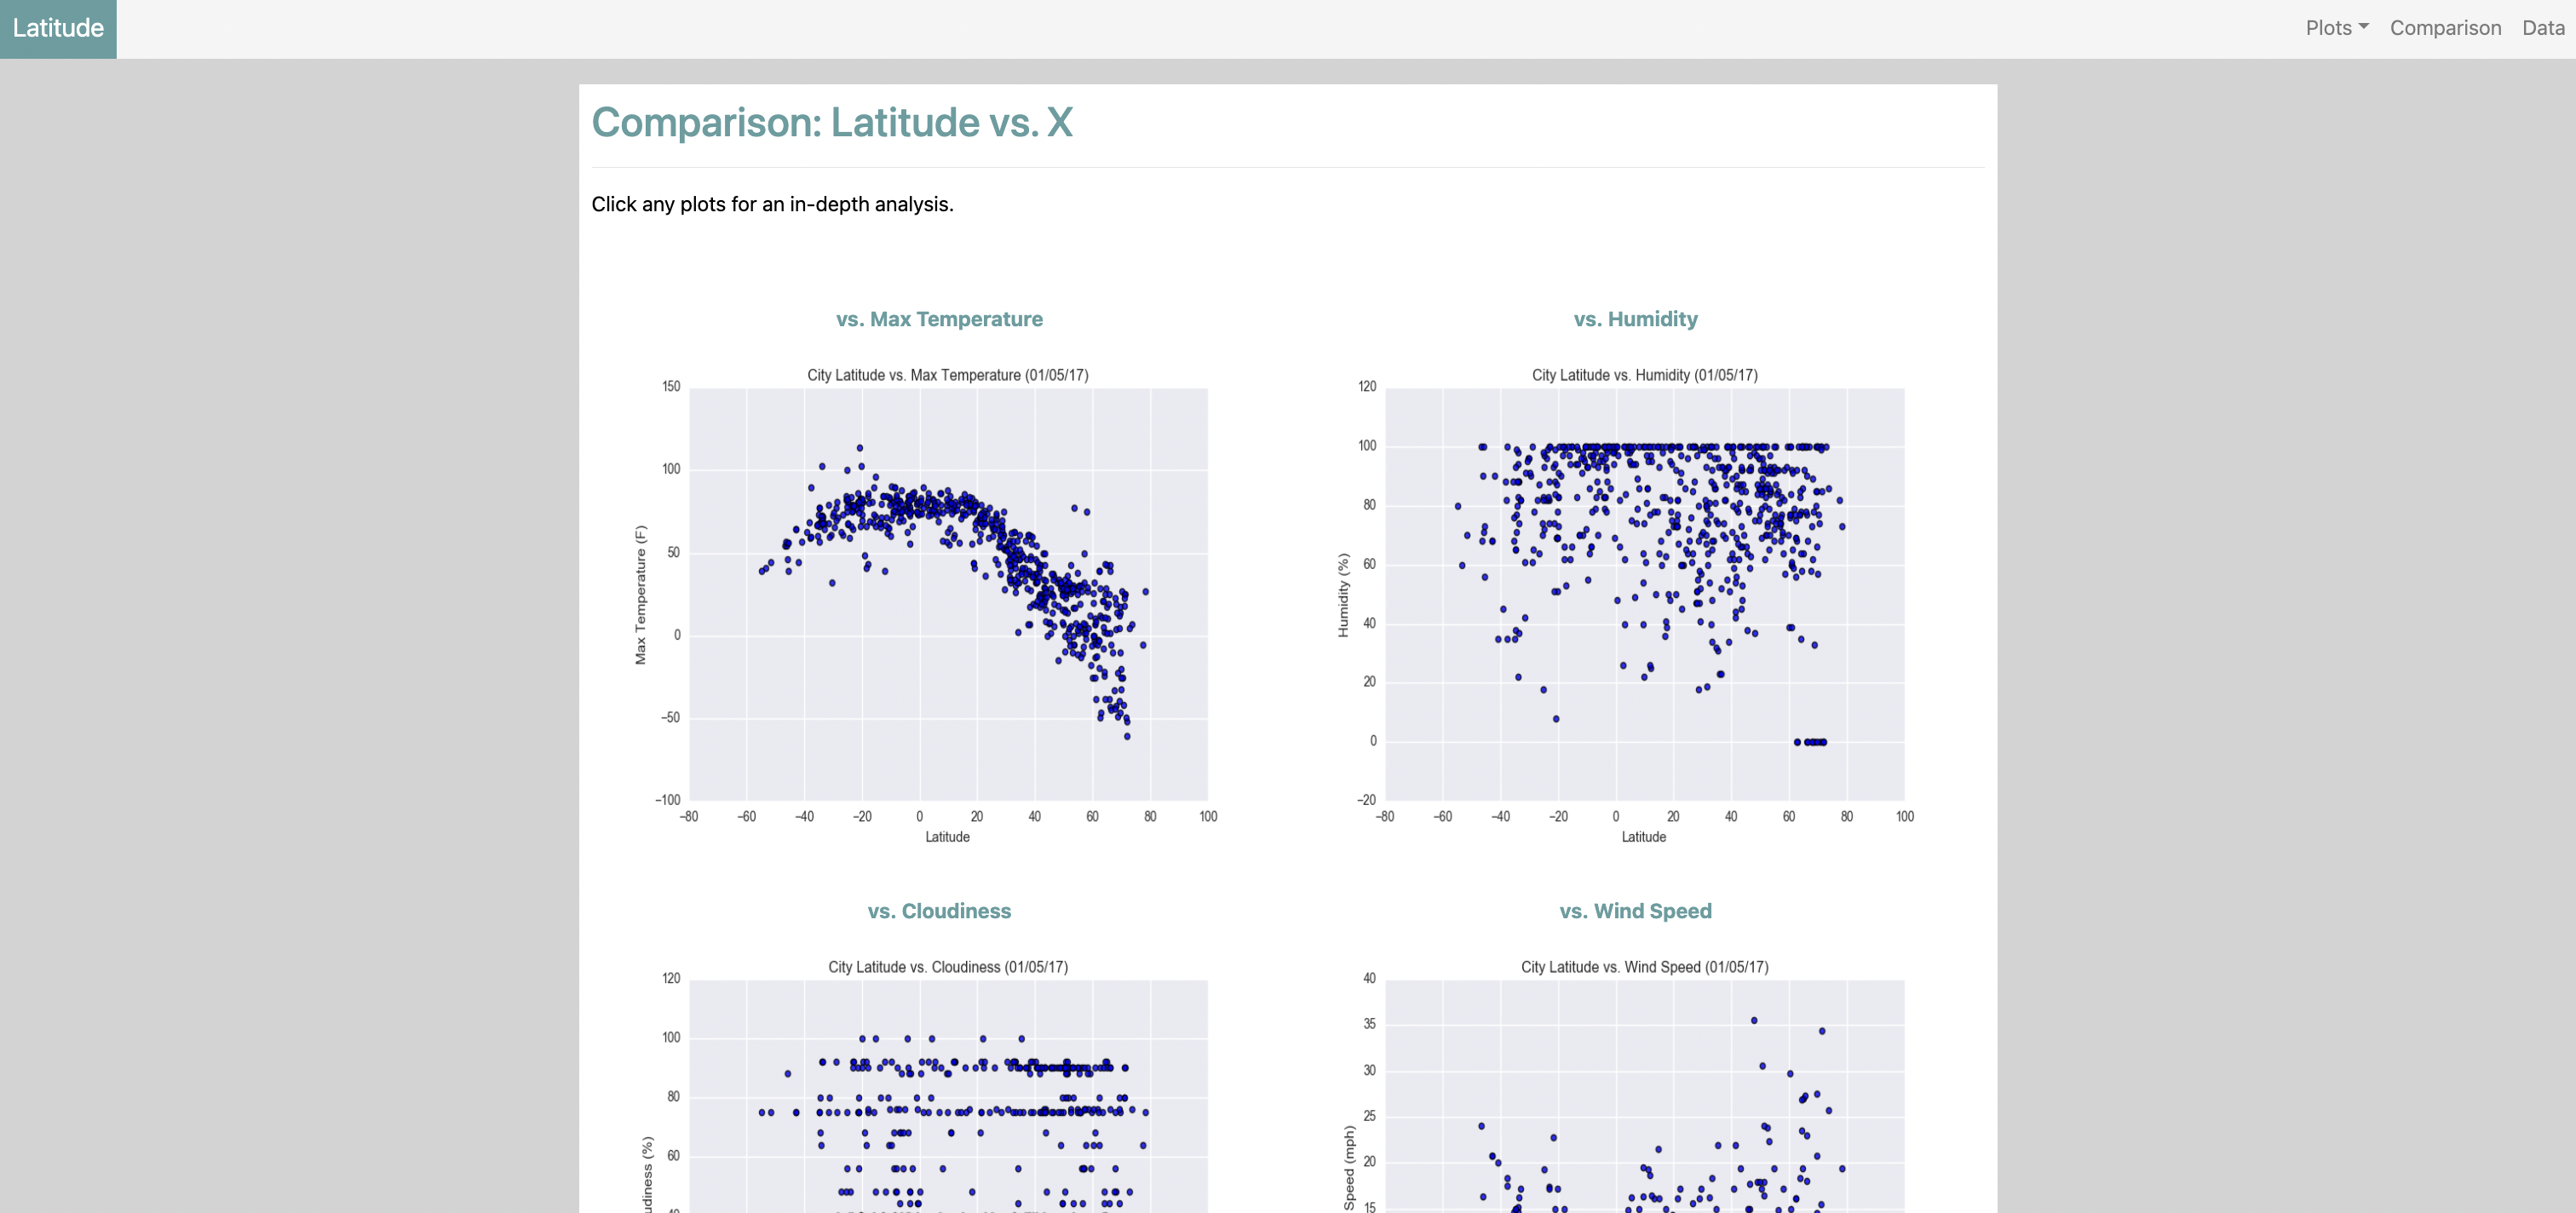 Latitude
Plots Comparison Data
Comparison: Latitude vs. X
Click any plots for an in-depth analysis.
vs. Max Temperature
City Latitude vs. Max Temperature (01/05/17)
150
100
50
0
−50
−100
Max Temperature (F)
−80 −60 −40 −20 0 20 40 60 80 100
Latitude
vs. Humidity
City Latitude vs. Humidity (01/05/17)
120
100
80
60
40
20
0
−20
Humidity (%)
−80 −60 −40 −20 0 20 40 60 80 100
Latitude
vs. Cloudiness
City Latitude vs. Cloudiness (01/05/17)
120
100
80
60
40
udiness (%)
vs. Wind Speed
City Latitude vs. Wind Speed (01/05/17)
40
35
30
25
20
15
Speed (mph)